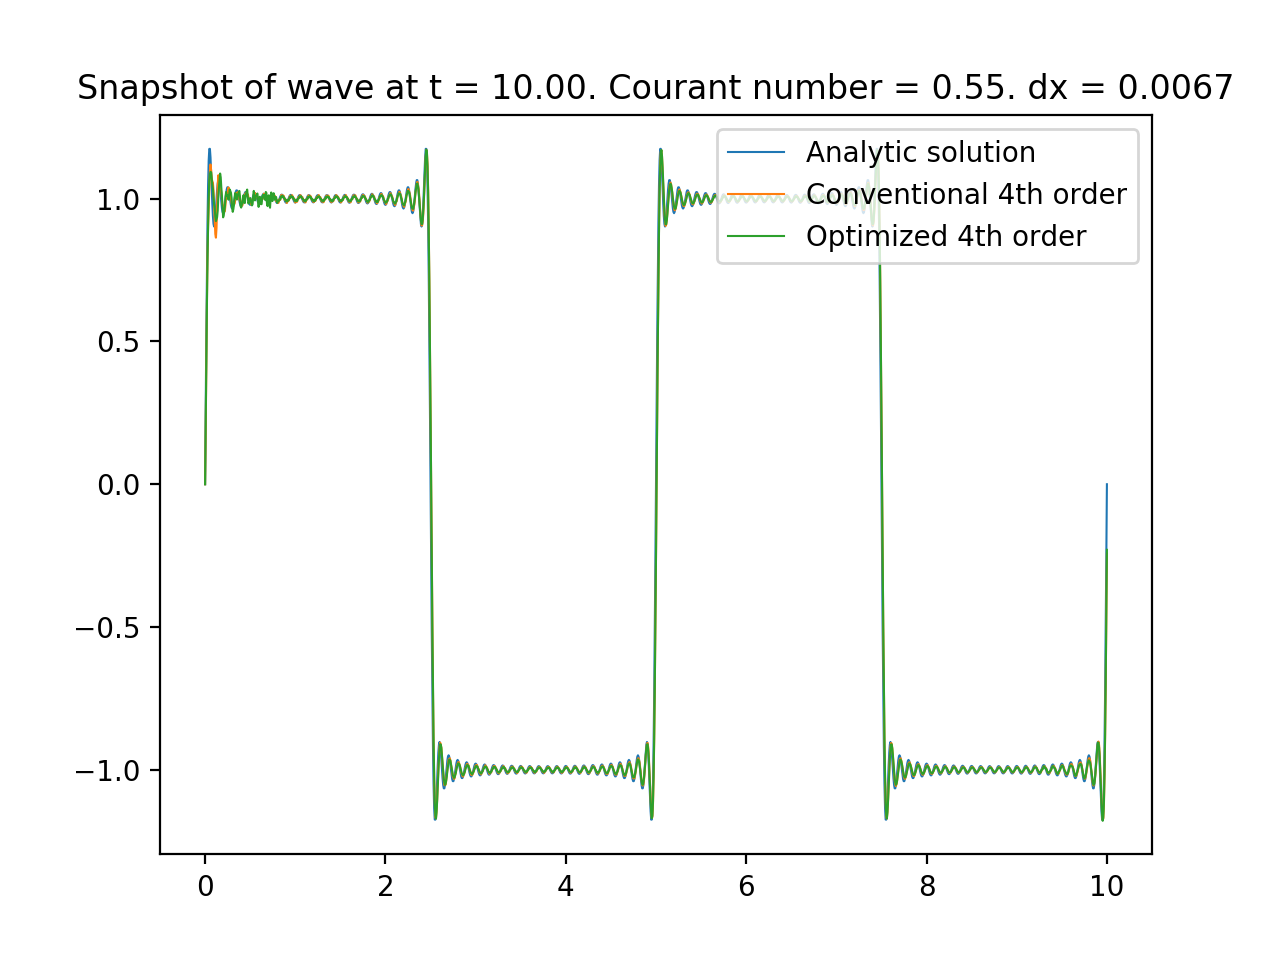 Snapshot of wave at t = 10.00. Courant number = 0.55. dx = 0.0067
Analytic solution
Conventional 4th order
Optimized 4th order
1.0
0.5
0.0
−0.5
−1.0
0 2 4 6 8 10